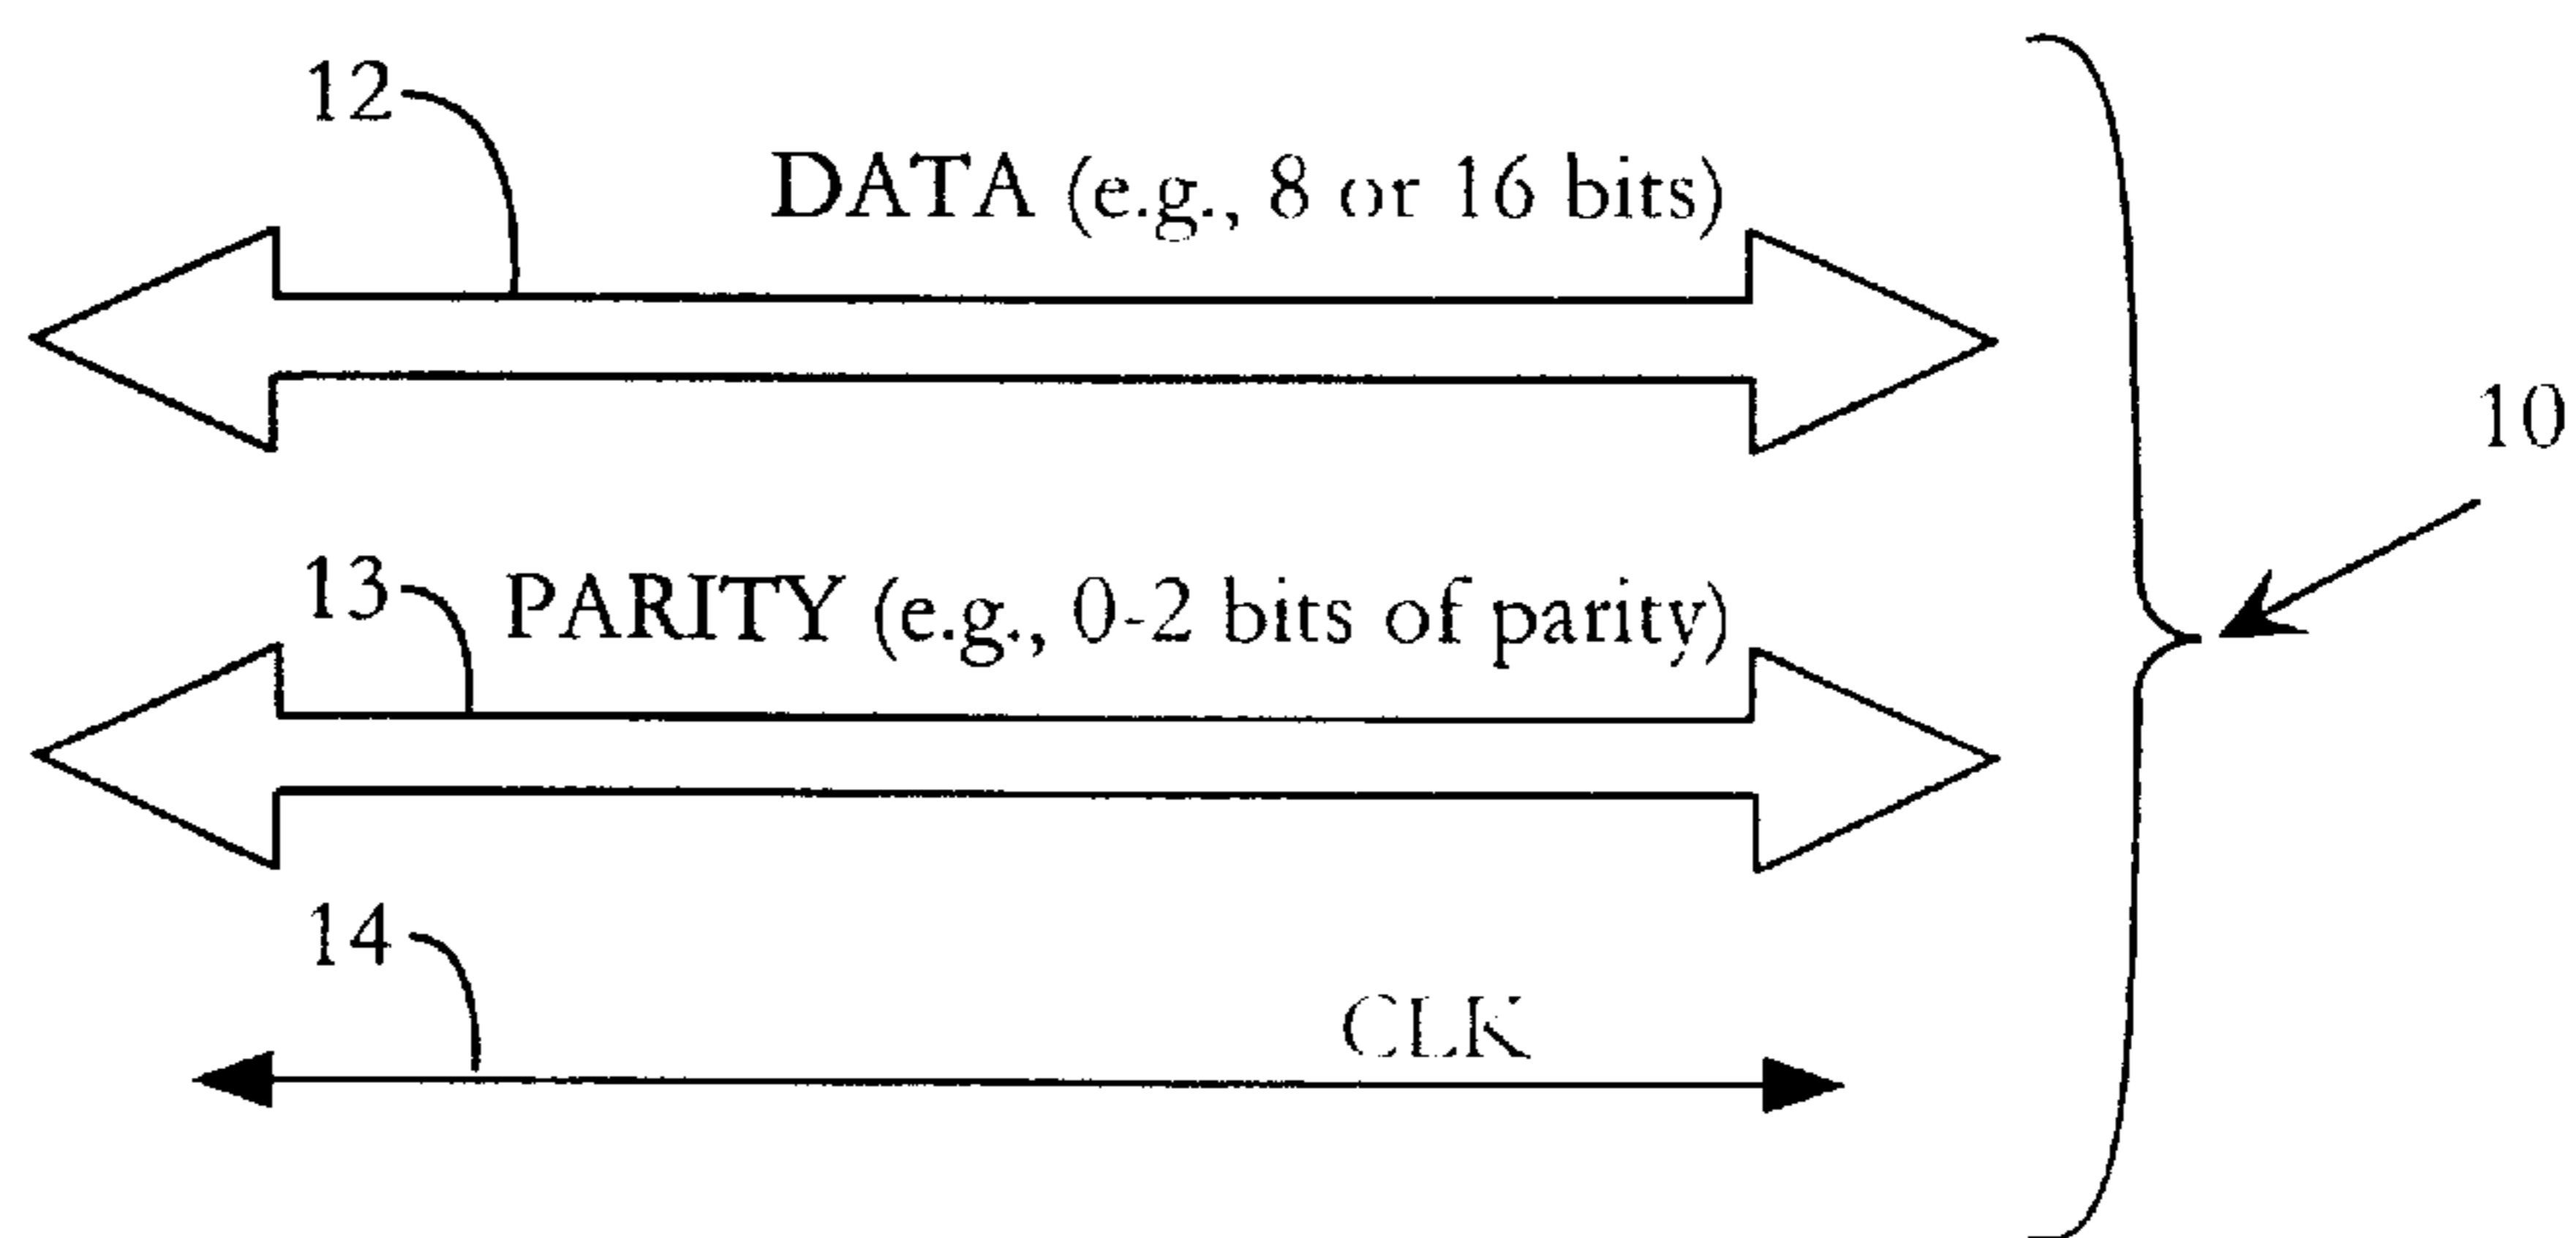 12
DATA (e.g., 8 or 16 bits)
10
13
PARITY (e.g., 0-2 bits of parity)
14
CLK